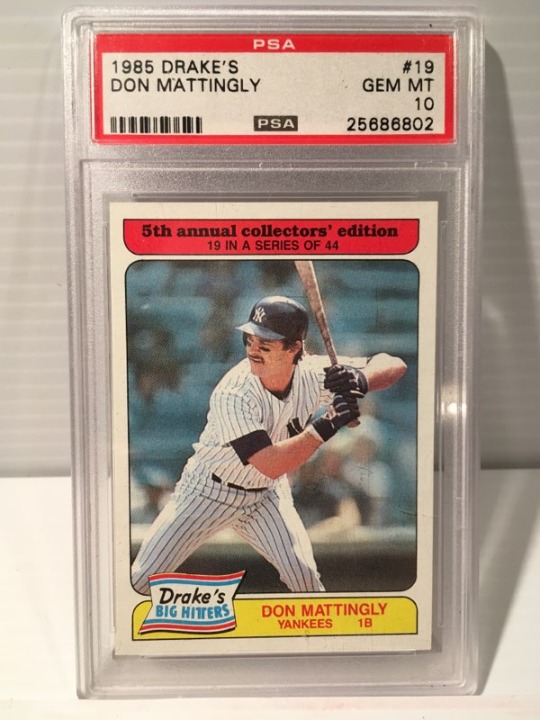 PSA
1985 DRAKE'S #19
DON MATTINGLY GEM MT
10
PSA 25686802
5th annual collectors' edition
19 IN A SERIES OF 44
NY
Drake's
BIG HITTERS
DON MATTINGLY
YANKEES 1B